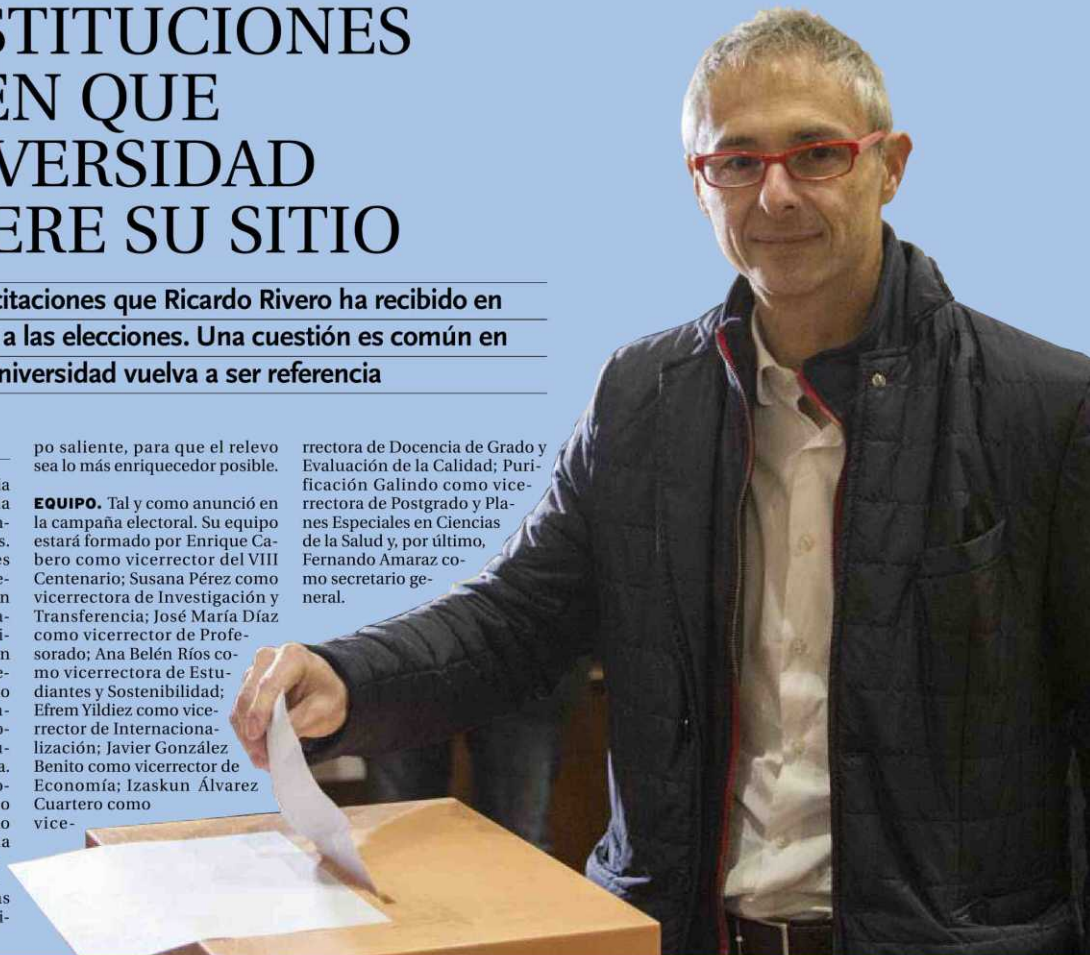 STITUCIONES
EN QUE
VERSIDAD
ERE SU SITIO
citaciones que Ricardo Rivero ha recibido en
a las elecciones. Una cuestión es común en
niversidad vuelva a ser referencia
po saliente, para que el relevo
sea lo más enriquecedor posible.
EQUIPO. Tal y como anunció en
la campaña electoral. Su equipo
estará formado por Enrique Ca-
bero como vicerrector del VIII
Centenario; Susana Pérez como
vicerrectora de Investigación y
Transferencia; José María Díaz
como vicerrector de Profe-
sorado; Ana Belén Ríos co-
mo vicerrectora de Estu-
diantes y Sostenibilidad;
Efrem Yildiez como vice-
rrector de Internaciona-
lización; Javier González
Benito como vicerrector de
Economía; Izaskun Álvarez
Cuartero como
vice-
rrectora de Docencia de Grado y
Evaluación de la Calidad; Puri-
ficación Galindo como vice-
rrectora de Postgrado y Pla-
nes Especiales en Ciencias
de la Salud y, por último,
Fernando Amaraz co-
mo secretario ge-
neral.